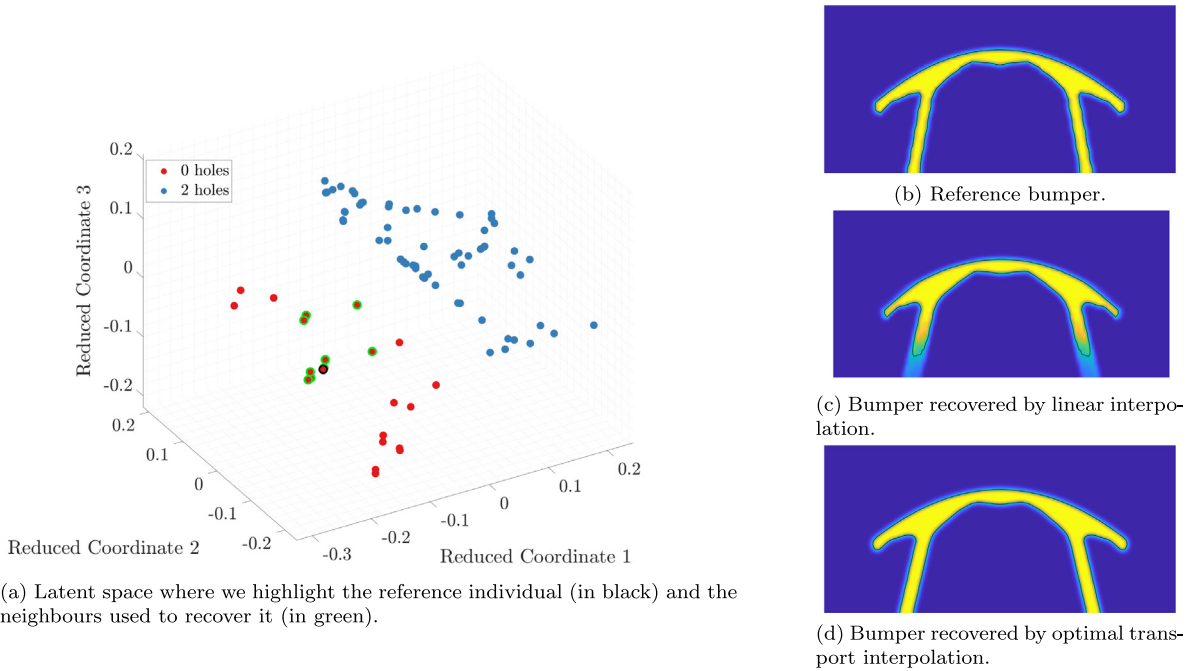 0.2
0.1
0
-0.1
-0.2
Reduced Coordinate 3
0 holes
2 holes
0.2
0.1
0
-0.1
-0.2
Reduced Coordinate 2
-0.3
-0.2
-0.1
0
0.1
0.2
Reduced Coordinate 1
(a) Latent space where we highlight the reference individual (in black) and the
neighbours used to recover it (in green).
(b) Reference bumper.
(c) Bumper recovered by linear interpo-
lation.
(d) Bumper recovered by optimal trans-
port interpolation.